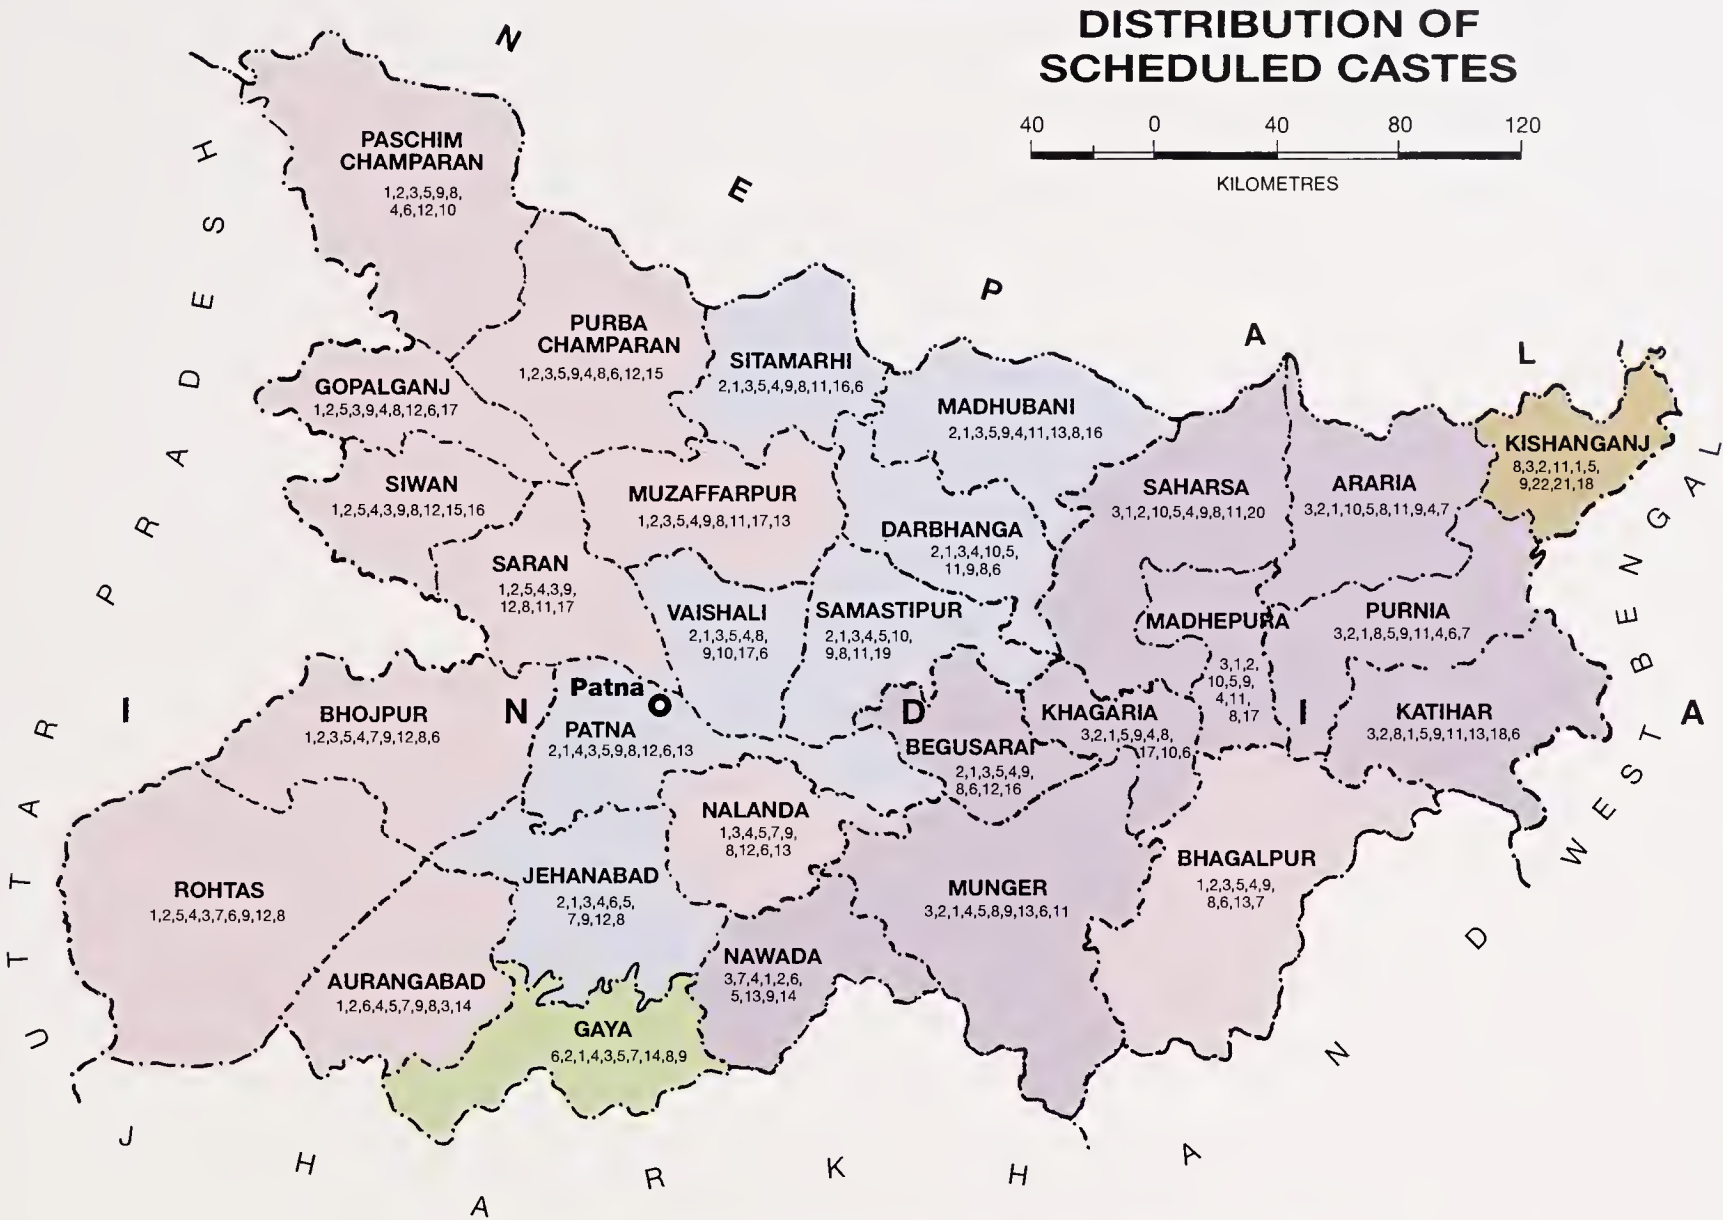 DISTRIBUTION OF
SCHEDULED CASTES
40 0 40 80 120
KILOMETRES
N E P A L
UTTAR PRADESH
PASCHIM
CHAMPARAN
1,2,3,5,9,8,
4,6,12,10
PURBA
CHAMPARAN
1,2,3,5,9,4,8,6,12,15
SITAMARHI
2,1,3,5,4,9,8,11,16,6
GOPALGANJ
1,2,5,3,9,4,8,12,6,17
MADHUBANI
2,1,3,5,9,4,11,13,8,16
KISHANGANJ
8,3,2,11,1,5,
9,22,21,18
SIWAN
1,2,5,4,3,9,8,12,15,16
MUZAFFARPUR
1,2,3,5,4,9,8,11,17,13
SAHARSA
3,1,2,10,5,4,9,8,11,20
ARARIA
3,2,1,10,5,8,11,9,4,7
DARBHANGA
2,1,3,4,10,5,
11,9,8,6
SARAN
1,2,5,4,3,9,
12,8,11,17
VAISHALI
2,1,3,5,4,8,
9,10,17,6
SAMASTIPUR
2,1,3,4,5,10,
9,8,11,19
MADHEPURA
3,1,2,
10,5,9,
4,11,
8,17
PURNIA
3,2,1,8,5,9,11,4,6,7
WEST BENGAL
Patna
I N D I A
BHOJPUR
1,2,3,5,4,7,9,12,8,6
PATNA
2,1,4,3,5,9,8,12,6,13
BEGUSARAI
2,1,3,5,4,9,
8,6,12,16
KHAGARIA
3,2,1,5,9,4,8,
17,10,6
KATIHAR
3,2,8,1,5,9,11,13,18,6
NALANDA
1,3,4,5,7,9,
8,12,6,13
BHAGALPUR
1,2,3,5,4,9,
8,6,13,7
ROHTAS
1,2,5,4,3,7,6,9,12,8
JEHANABAD
2,1,3,4,6,5,
7,9,12,8
MUNGER
3,2,1,4,5,8,9,13,6,11
AURANGABAD
1,2,6,4,5,7,9,8,3,14
NAWADA
3,7,4,1,2,6,
5,13,9,14
GAYA
6,2,1,4,3,5,7,14,8,9
JHARKHAND